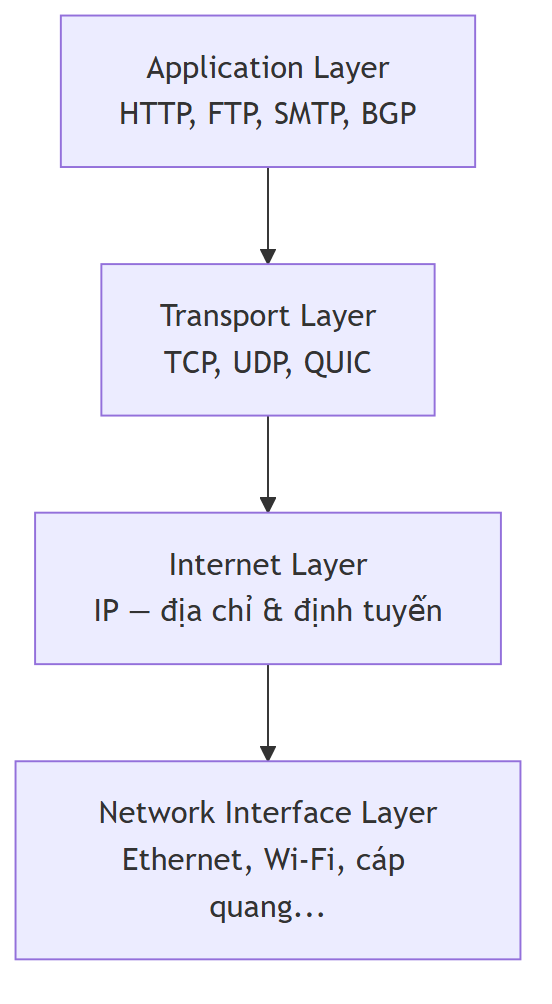 Application Layer
HTTP, FTP, SMTP, BGP
Transport Layer
TCP, UDP, QUIC
Internet Layer
IP — địa chỉ & định tuyến
Network Interface Layer
Ethernet, Wi-Fi, cáp
quang...